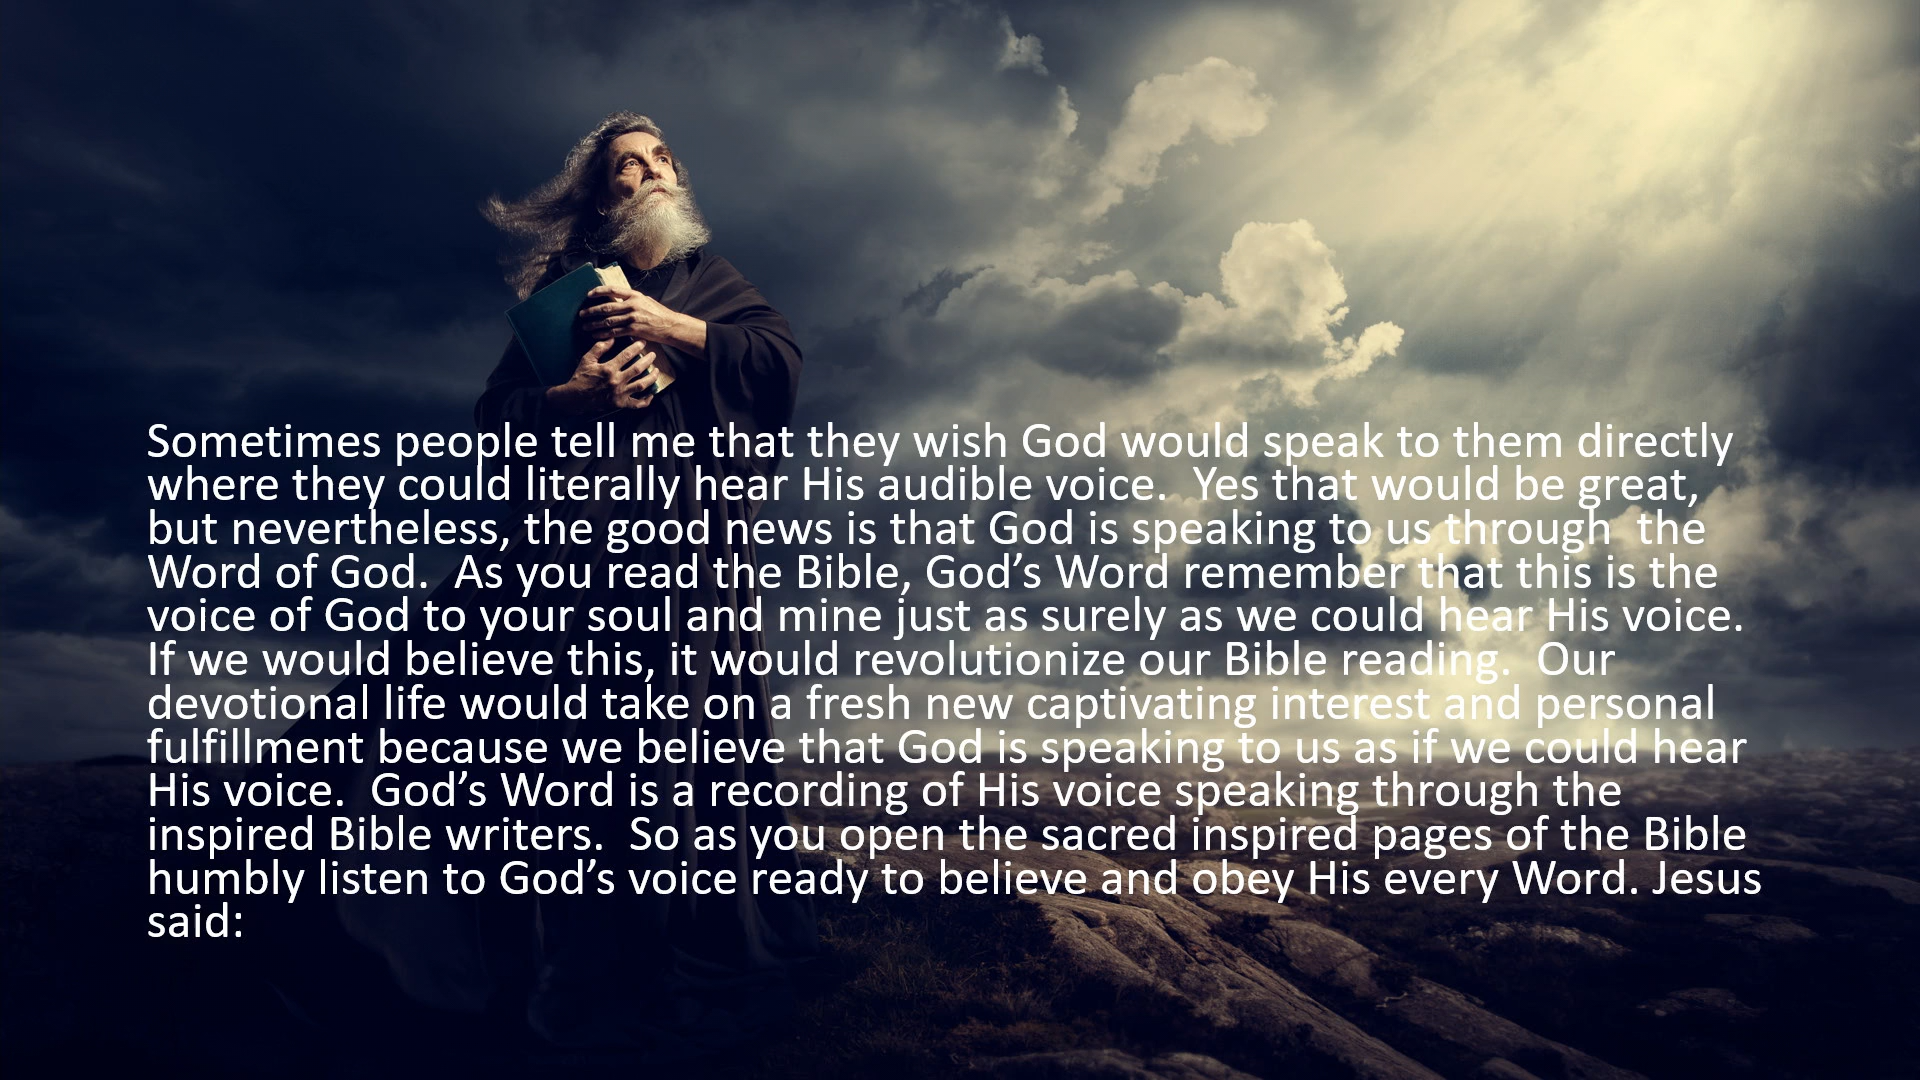 Sometimes people tell me that they wish God would speak to them directly
where they could literally hear His audible voice.  Yes that would be great,
but nevertheless, the good news is that God is speaking to us through  the
Word of God.  As you read the Bible, God’s Word remember that this is the
voice of God to your soul and mine just as surely as we could hear His voice.
If we would believe this, it would revolutionize our Bible reading.  Our
devotional life would take on a fresh new captivating interest and personal
fulfillment because we believe that God is speaking to us as if we could hear
His voice.  God’s Word is a recording of His voice speaking through the
inspired Bible writers.  So as you open the sacred inspired pages of the Bible
humbly listen to God’s voice ready to believe and obey His every Word. Jesus
said: